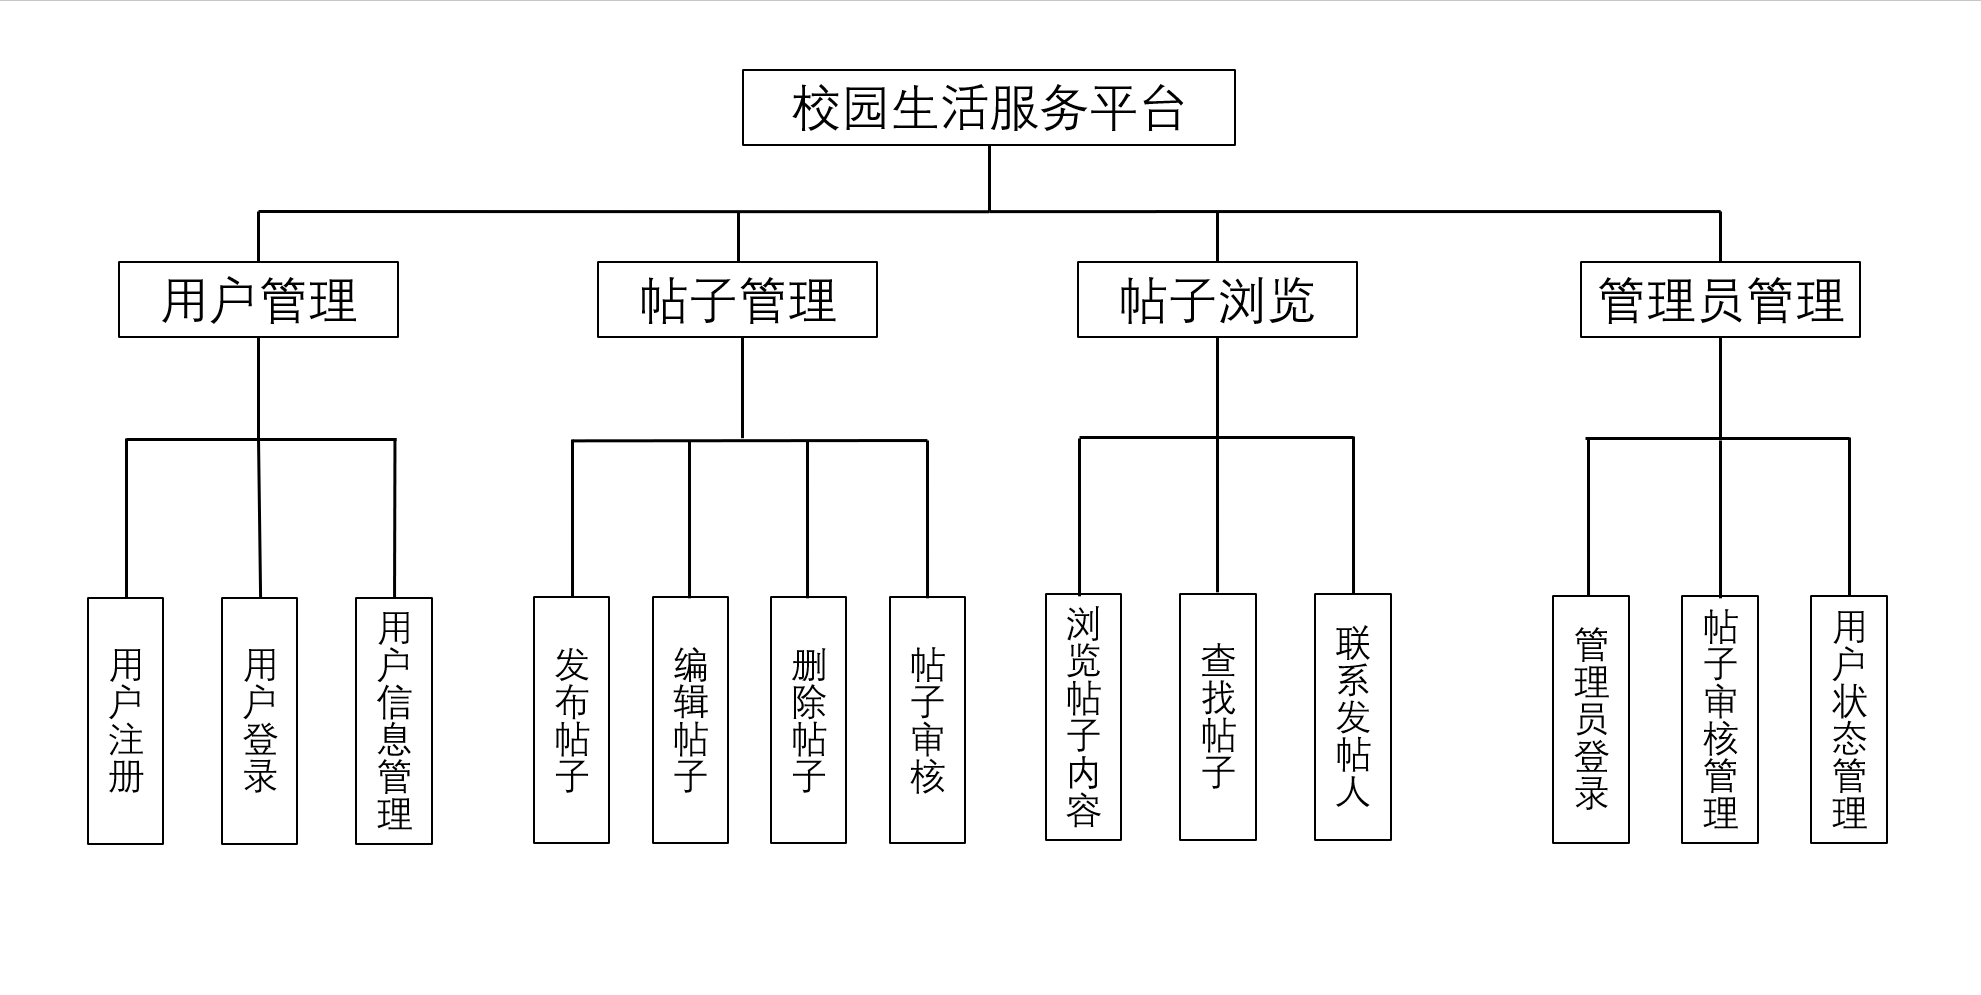 校园生活服务平台
用户管理
帖子管理
帖子浏览
管理员管理
用户注册
用户登录
用户信息管理
发布帖子
编辑帖子
删除帖子
帖子审核
浏览帖子内容
查找帖子
联系发帖人
管理员登录
帖子审核管理
用户状态管理